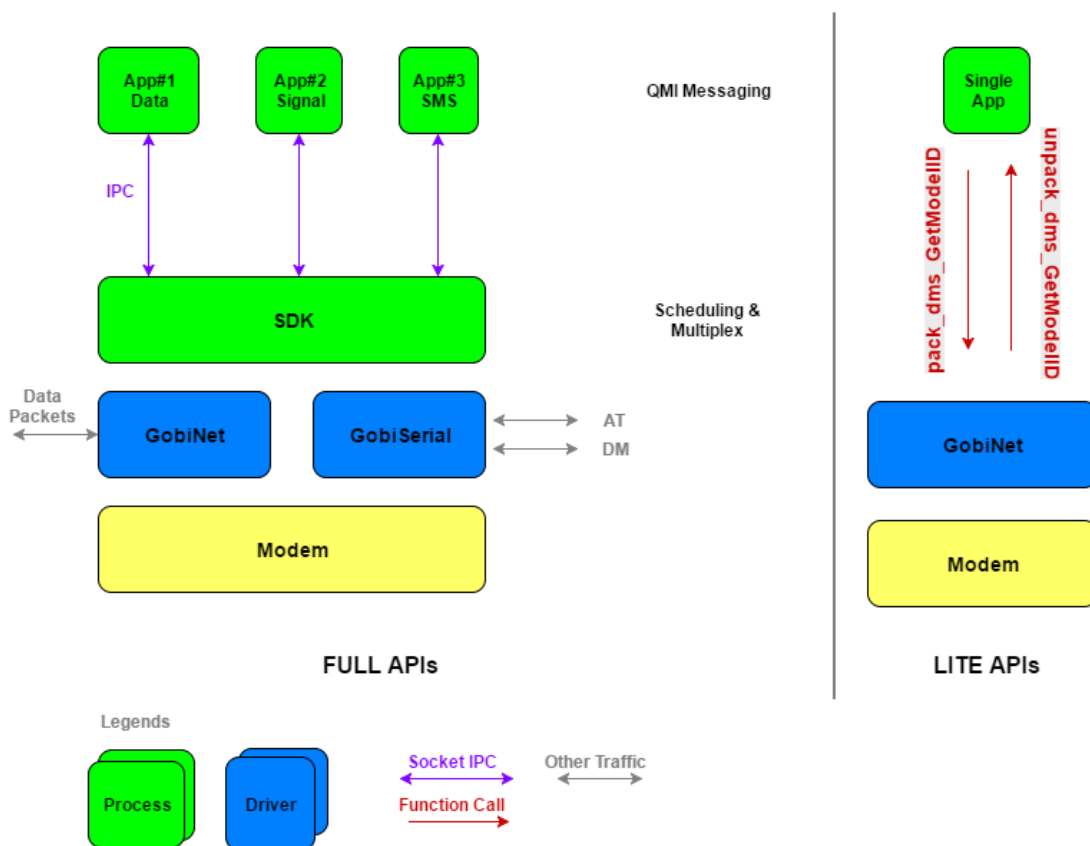 App#1
Data
App#2
Signal
App#3
SMS
QMI Messaging
Single
App
IPC
pack_dms_GetModelID
unpack_dms_GetModelID
SDK
Scheduling &
Multiplex
Data
Packets
GobiNet
GobiSerial
AT
DM
GobiNet
Modem
Modem
FULL APIs
LITE APIs
Legends
Process
Driver
Socket IPC
Function Call
Other Traffic